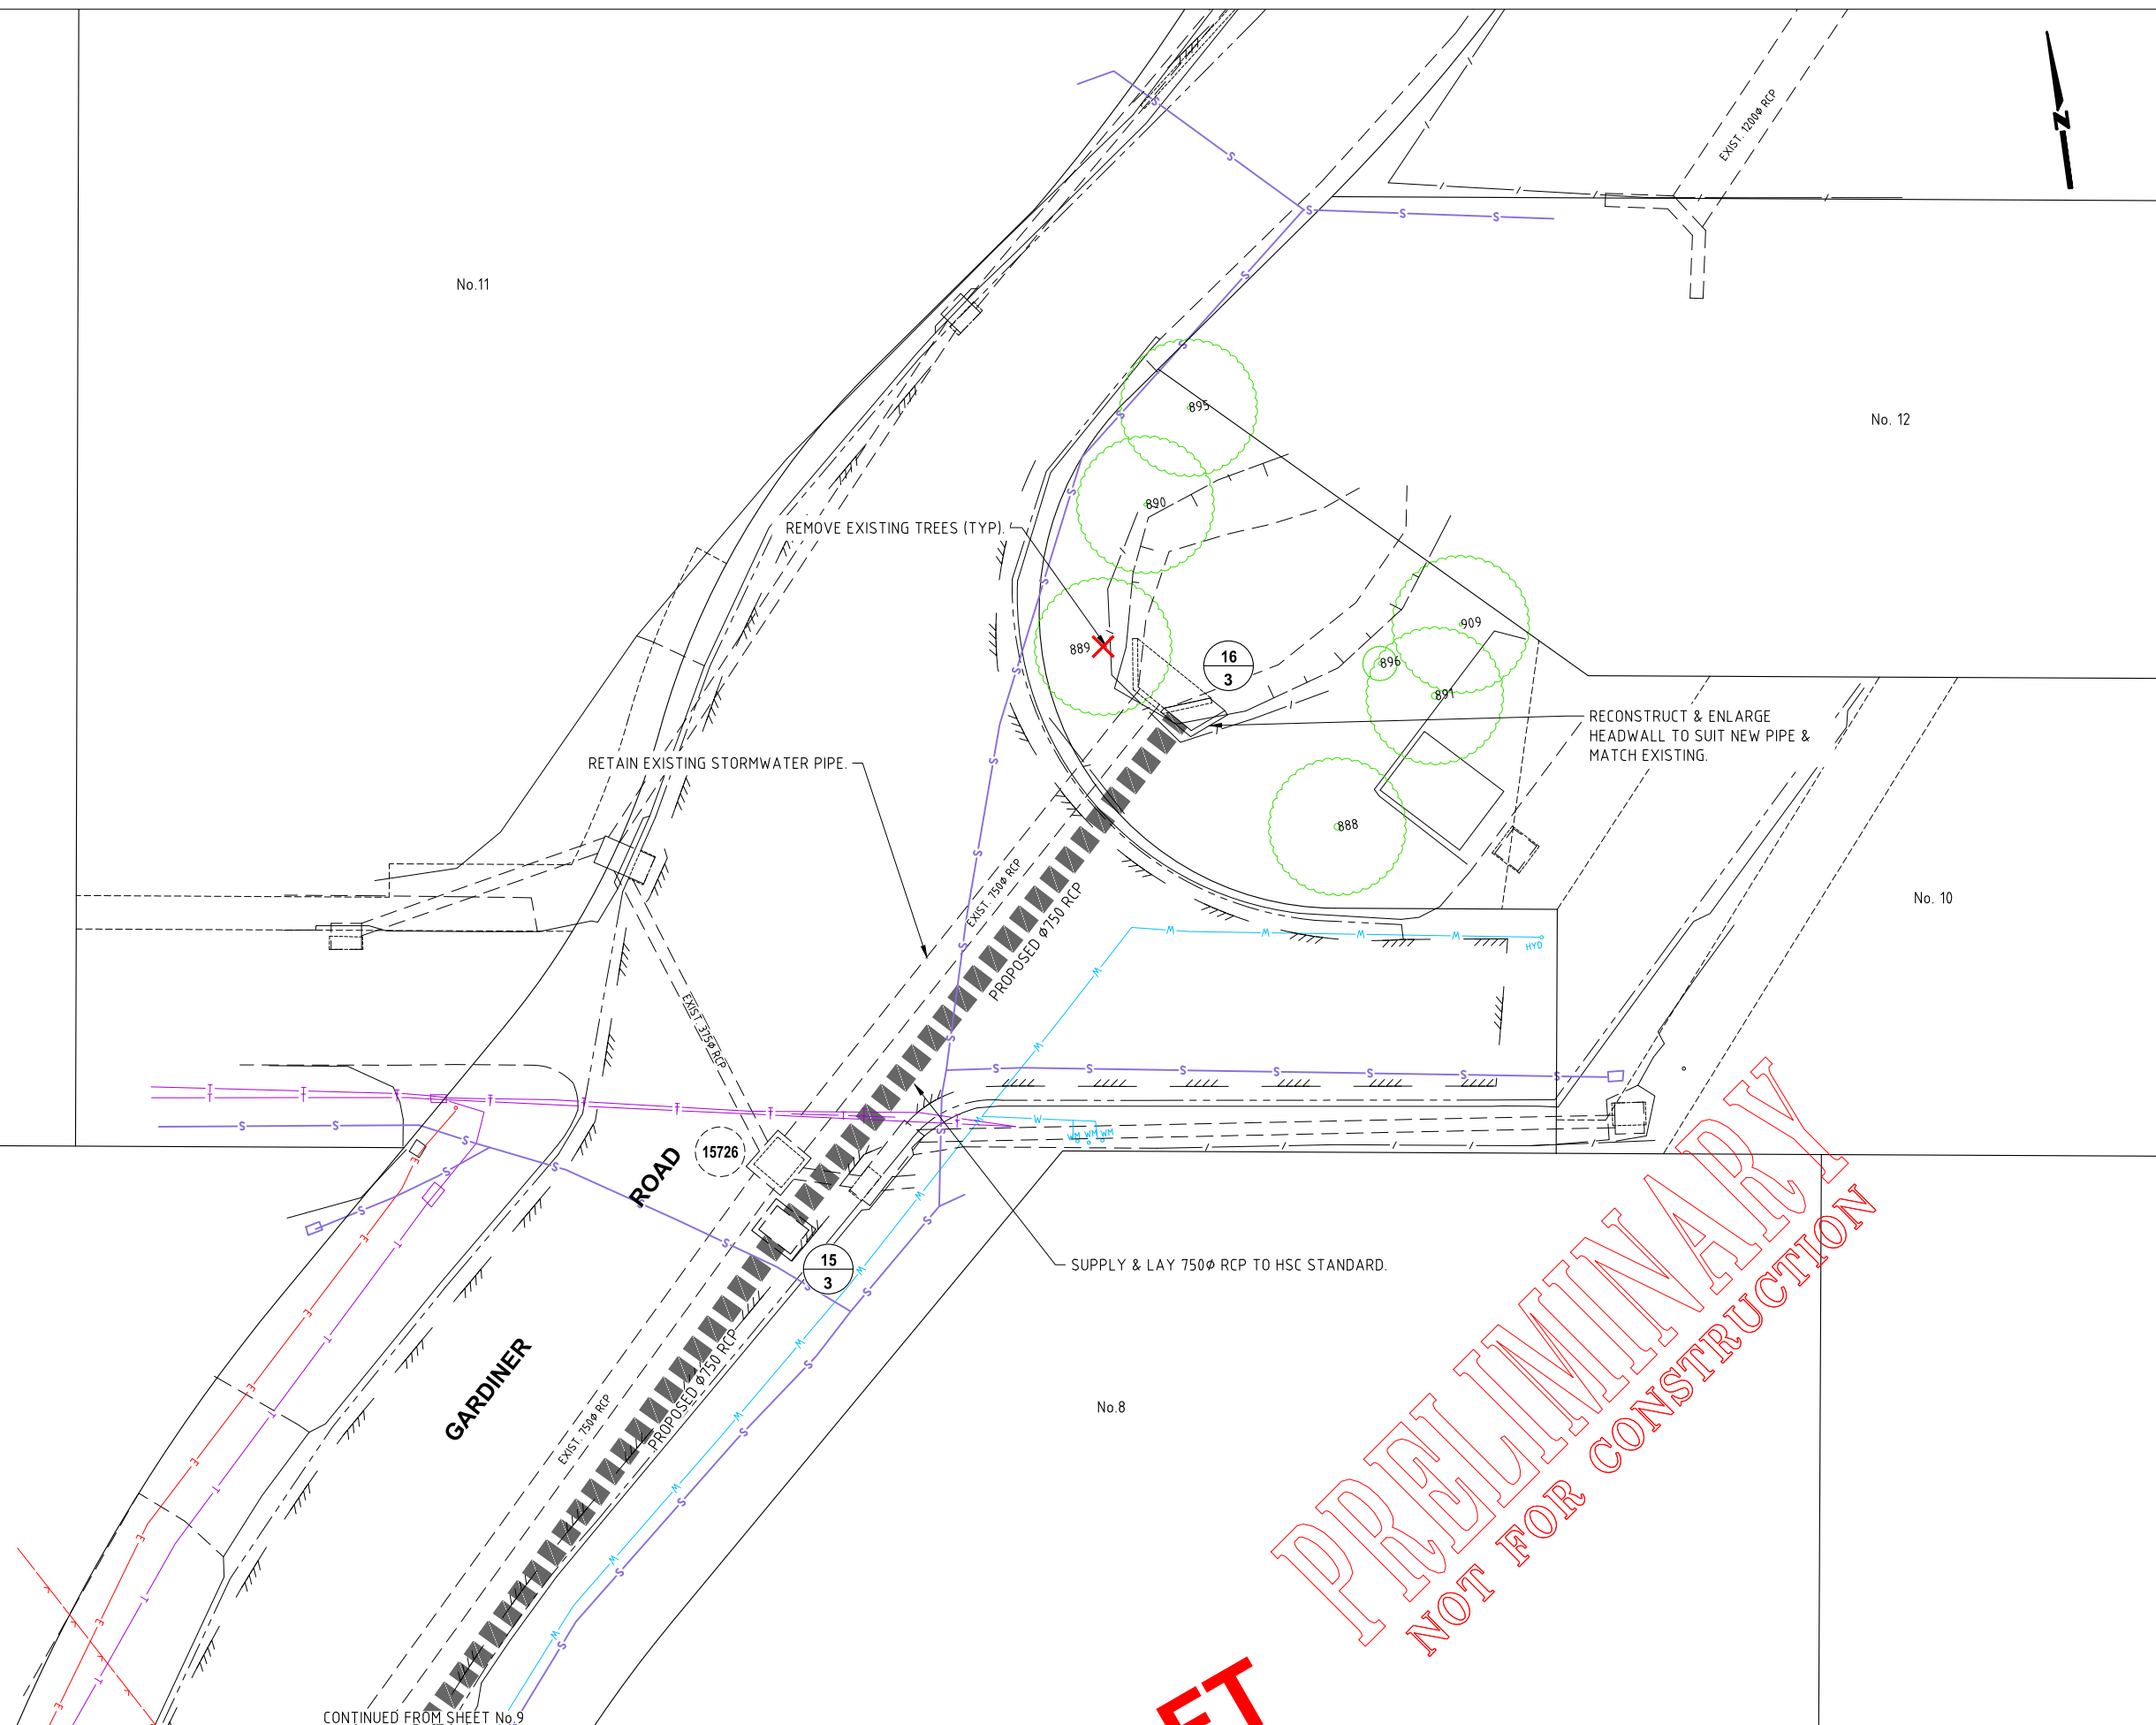 EXIST. 1200ø RCP
N
No.11
No. 12
895
890
REMOVE EXISTING TREES (TYP).
889
909
896
891
16
3
RECONSTRUCT & ENLARGE
HEADWALL TO SUIT NEW PIPE &
MATCH EXISTING.
RETAIN EXISTING STORMWATER PIPE.
888
EXIST. 750ø RCP
PROPOSED ø750 RCP
No. 10
HYD
EXIST. 375ø RCP
WM WM WM
15726
ROAD
15
3
SUPPLY & LAY 750ø RCP TO HSC STANDARD.
GARDINER
EXIST. 750ø RCP
PROPOSED ø750 RCP
No.8
PRELIMINARY
NOT FOR CONSTRUCTION
CONTINUED FROM SHEET No.9